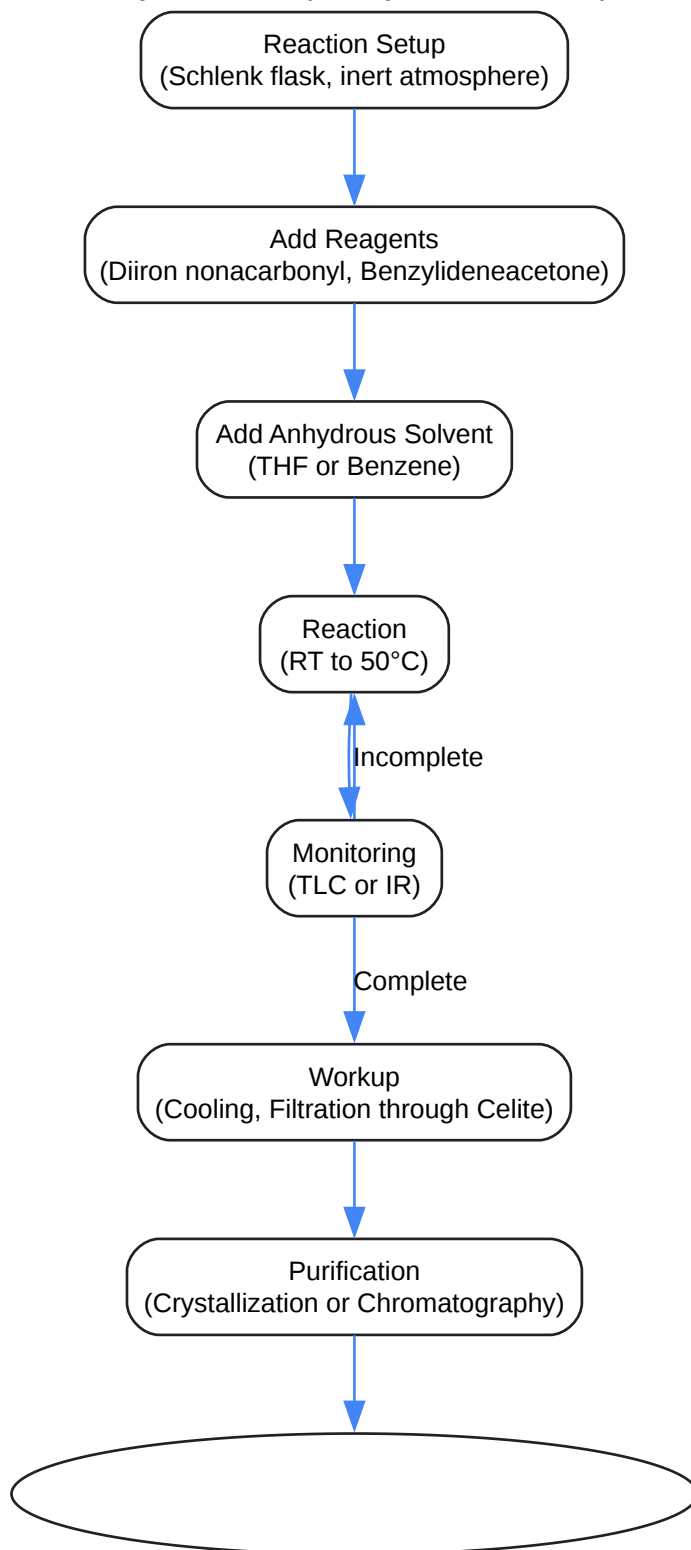 Reaction Setup
(Schlenk flask, inert atmosphere)
Add Reagents
(Diiron nonacarbonyl, Benzylideneacetone)
Add Anhydrous Solvent
(THF or Benzene)
Reaction
(RT to 50°C)
Incomplete
Monitoring
(TLC or IR)
Complete
Workup
(Cooling, Filtration through Celite)
Purification
(Crystallization or Chromatography)